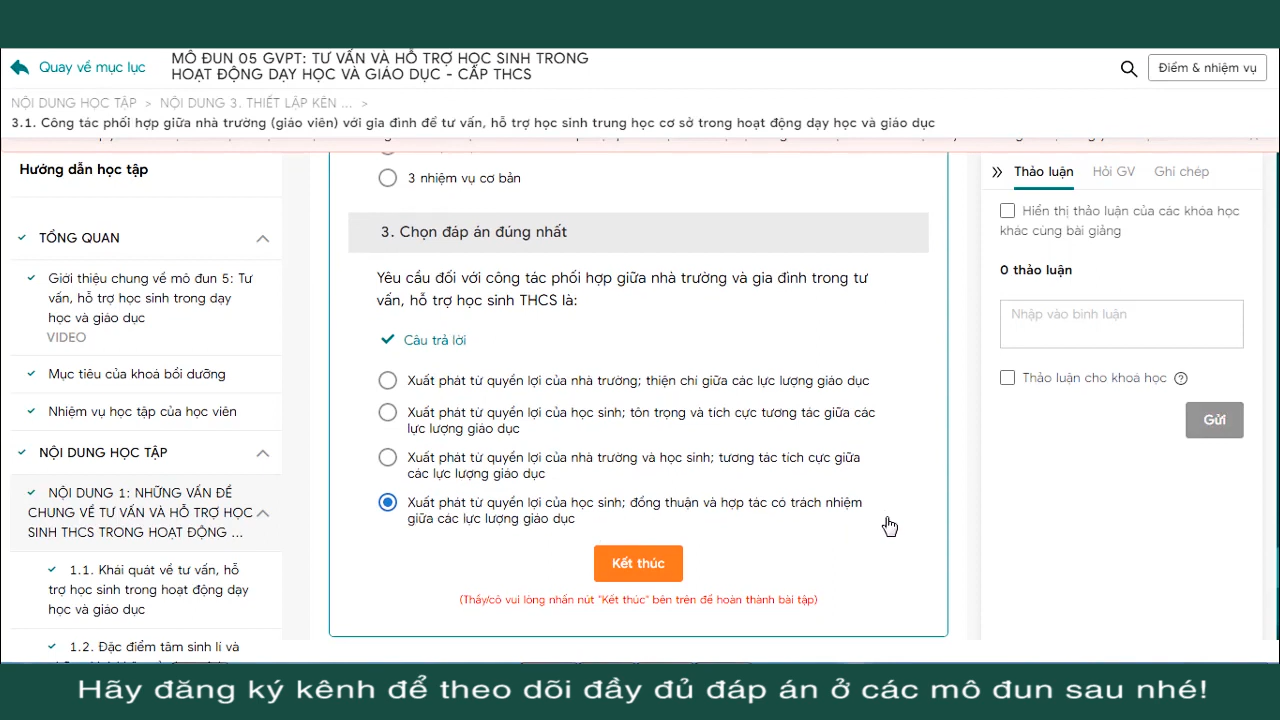 Quay về mục lục
MÔ ĐUN 05 GVPT: TƯ VẤN VÀ HỖ TRỢ HỌC SINH TRONG
HOẠT ĐỘNG DẠY HỌC VÀ GIÁO DỤC - CẤP THCS
Điểm & nhiệm vụ
NỘI DUNG HỌC TẬP > NỘI DUNG 3. THIẾT LẬP KÊN ... >
3.1. Công tác phối hợp giữa nhà trường (giáo viên) với gia đình để tư vấn, hỗ trợ học sinh trung học cơ sở trong hoạt động dạy học và giáo dục
Hướng dẫn học tập
TỔNG QUAN
Giới thiệu chung về mô đun 5: Tư
vấn, hỗ trợ học sinh trong dạy
học và giáo dục
VIDEO
Mục tiêu của khoá bồi dưỡng
Nhiệm vụ học tập của học viên
NỘI DUNG HỌC TẬP
NỘI DUNG 1: NHỮNG VẤN ĐỀ
CHUNG VỀ TƯ VẤN VÀ HỖ TRỢ HỌC
SINH THCS TRONG HOẠT ĐỘNG ...
1.1. Khái quát về tư vấn, hỗ
trợ học sinh trong hoạt động dạy
học và giáo dục
1.2. Đặc điểm tâm sinh lí và
3 nhiệm vụ cơ bản
3. Chọn đáp án đúng nhất
Yêu cầu đối với công tác phối hợp giữa nhà trường và gia đình trong tư
vấn, hỗ trợ học sinh THCS là:
Câu trả lời
Xuất phát từ quyền lợi của nhà trường; thiện chí giữa các lực lượng giáo dục
Xuất phát từ quyền lợi của học sinh; tôn trọng và tích cực tương tác giữa các
lực lượng giáo dục
Xuất phát từ quyền lợi của nhà trường và học sinh; tương tác tích cực giữa
các lực lượng giáo dục
Xuất phát từ quyền lợi của học sinh; đồng thuận và hợp tác có trách nhiệm
giữa các lực lượng giáo dục
Kết thúc
(Thầy/cô vui lòng nhấn nút "Kết thúc" bên trên để hoàn thành bài tập)
Thảo luận
Hỏi GV
Ghi chép
Hiển thị thảo luận của các khóa học
khác cùng bài giảng
0 thảo luận
Nhập vào bình luận
Thảo luận cho khoá học
Gửi
Hãy đăng ký kênh để theo dõi đầy đủ đáp án ở các mô đun sau nhé!